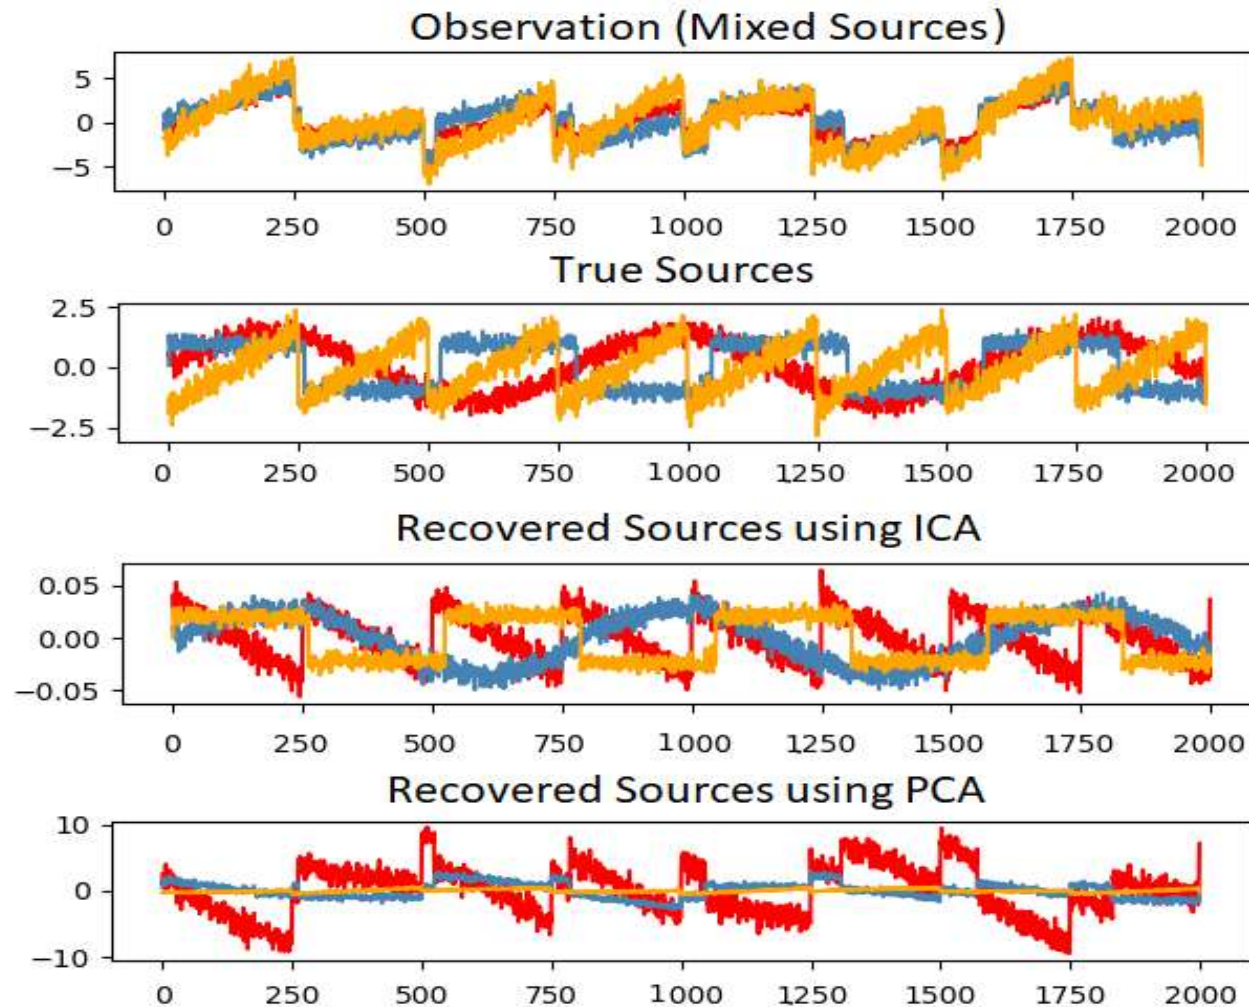 Observation (Mixed Sources)
5
0
−5
0 250 500 750 1000 1250 1500 1750 2000
True Sources
2.5
0.0
−2.5
0 250 500 750 1000 1250 1500 1750 2000
Recovered Sources using ICA
0.05
0.00
−0.05
0 250 500 750 1000 1250 1500 1750 2000
Recovered Sources using PCA
10
0
−10
0 250 500 750 1000 1250 1500 1750 2000